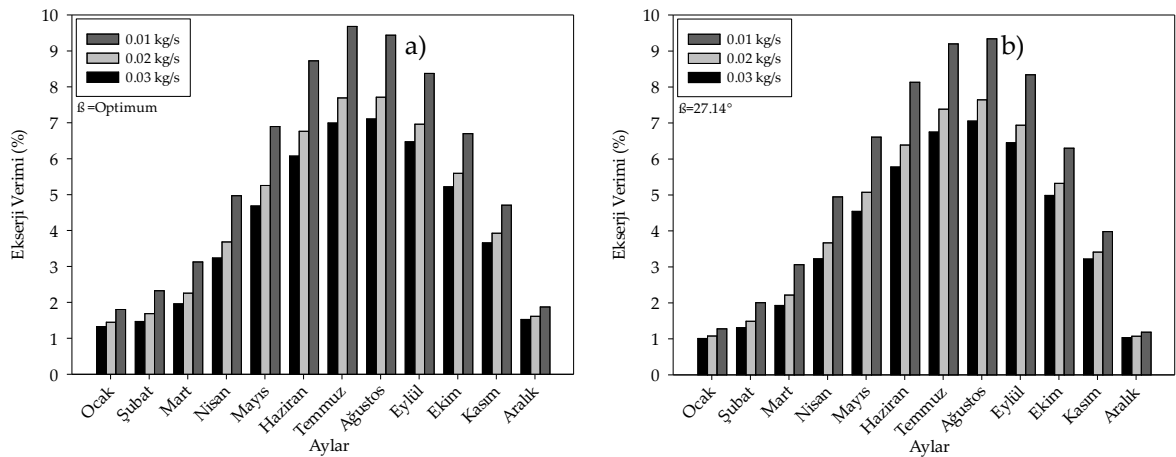 10
9
8
7
6
5
4
3
2
1
0
Ekserji Verimi (%)
0.01 kg/s
0.02 kg/s
0.03 kg/s
ß =Optimum
a)
Ocak
Şubat
Mart
Nisan
Mayıs
Haziran
Temmuz
Ağustos
Eylül
Ekim
Kasım
Aralık
Aylar
10
9
8
7
6
5
4
3
2
1
0
Ekserji Verimi (%)
0.01 kg/s
0.02 kg/s
0.03 kg/s
ß=27.14°
b)
Ocak
Şubat
Mart
Nisan
Mayıs
Haziran
Temmuz
Ağustos
Eylül
Ekim
Kasım
Aralık
Aylar